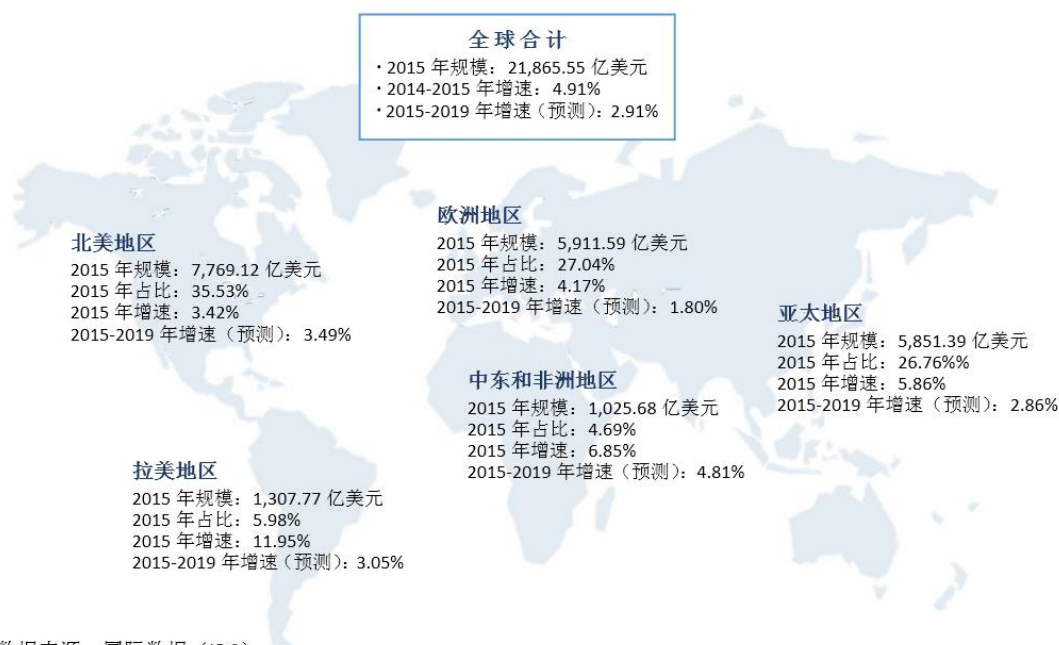 全球合计
·2015 年规模：21,865.55 亿美元
·2014-2015 年增速：4.91%
·2015-2019 年增速（预测）：2.91%
欧洲地区
2015 年规模：5,911.59 亿美元
2015 年占比：27.04%
2015 年增速：4.17%
2015-2019 年增速（预测）：1.80%
北美地区
2015 年规模：7,769.12 亿美元
2015 年占比：35.53%
2015 年增速：3.42%
2015-2019 年增速（预测）：3.49%
亚太地区
2015 年规模：5,851.39 亿美元
2015 年占比：26.76%%
2015 年增速：5.86%
2015-2019 年增速（预测）：2.86%
中东和非洲地区
2015 年规模：1,025.68 亿美元
2015 年占比：4.69%
2015 年增速：6.85%
2015-2019 年增速（预测）：4.81%
拉美地区
2015 年规模：1,307.77 亿美元
2015 年占比：5.98%
2015 年增速：11.95%
2015-2019 年增速（预测）：3.05%